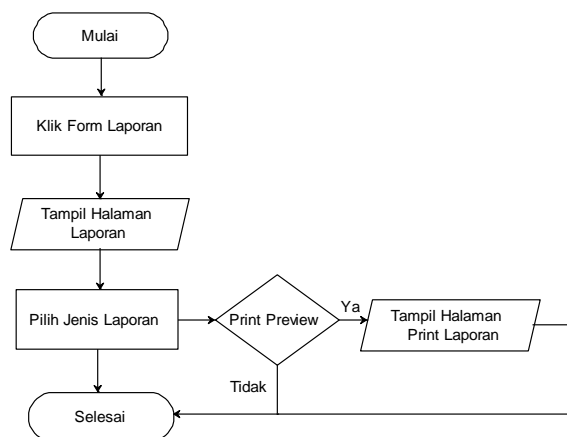 Mulai
Klik Form Laporan
Tampil Halaman
Laporan
Pilih Jenis Laporan
Print Preview
Ya
Tampil Halaman
Print Laporan
Tidak
Selesai